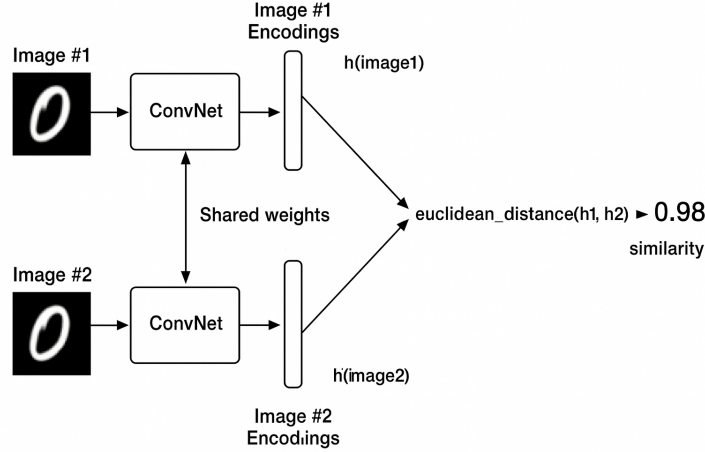 Image #1
Encodings
Image #1
h(image1)
ConvNet
Shared weights
euclidean_distance(h1, h2) ► 0.98
similarity
Image #2
ConvNet
h(image2)
Image #2
Encodings